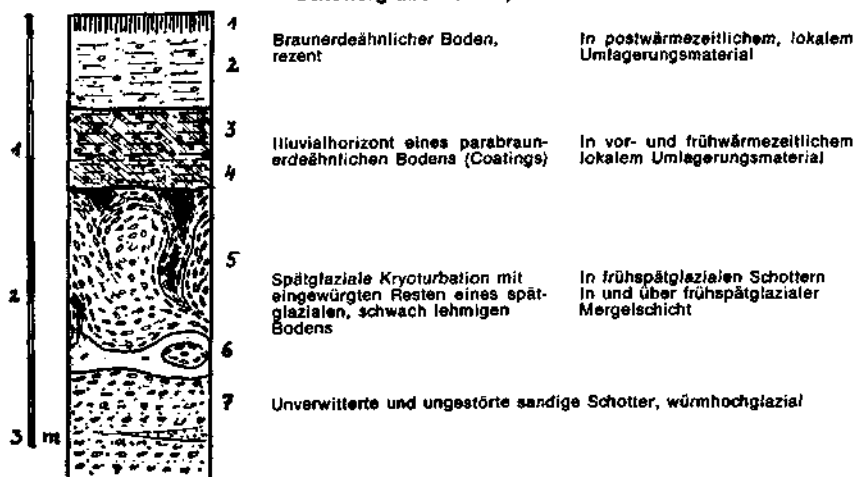 1
Braunerdeähnlicher Boden,
rezent
In postwärmezeitlichem, lokalem
Umlagerungsmaterial
2
3
1
Illuvialhorizont eines parabraun-
erdeähnlichen Bodens (Coatings)
In vor- und frühwärmezeitlichem
lokalem Umlagerungsmaterial
4
5
2
Spätglaziale Kryoturbation mit
eingewürgten Resten eines spät-
glazialen, schwach lehmigen
Bodens
In frühspätglazialen Schottern
In und über frühspätglazialer
Mergelschicht
6
7
Unverwitterte und ungestörte sandige Schotter, würmhochglazial
3 m